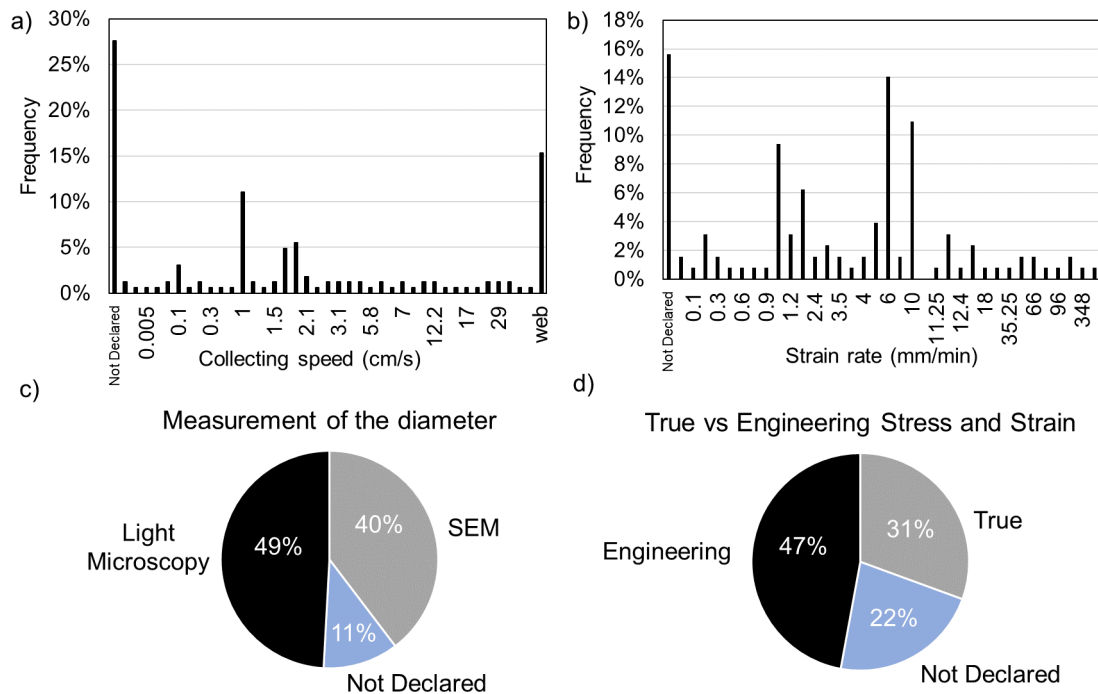 a)
30%
25%
20%
15%
10%
5%
0%
Frequency
Not Declared
0.005
0.1
0.3
1
1.5
2.1
3.1
5.8
7
12.2
17
29
web
Collecting speed (cm/s)
b)
18%
16%
14%
12%
10%
8%
6%
4%
2%
0%
Frequency
Not Declared
0.1
0.3
0.6
0.9
1.2
2.4
3.5
4
6
10
11.25
12.4
18
35.25
66
96
348
Strain rate (mm/min)
c)
Measurement of the diameter
Light
Microscopy
49%
40%
SEM
11%
Not Declared
d)
True vs Engineering Stress and Strain
Engineering
47%
31%
True
22%
Not Declared